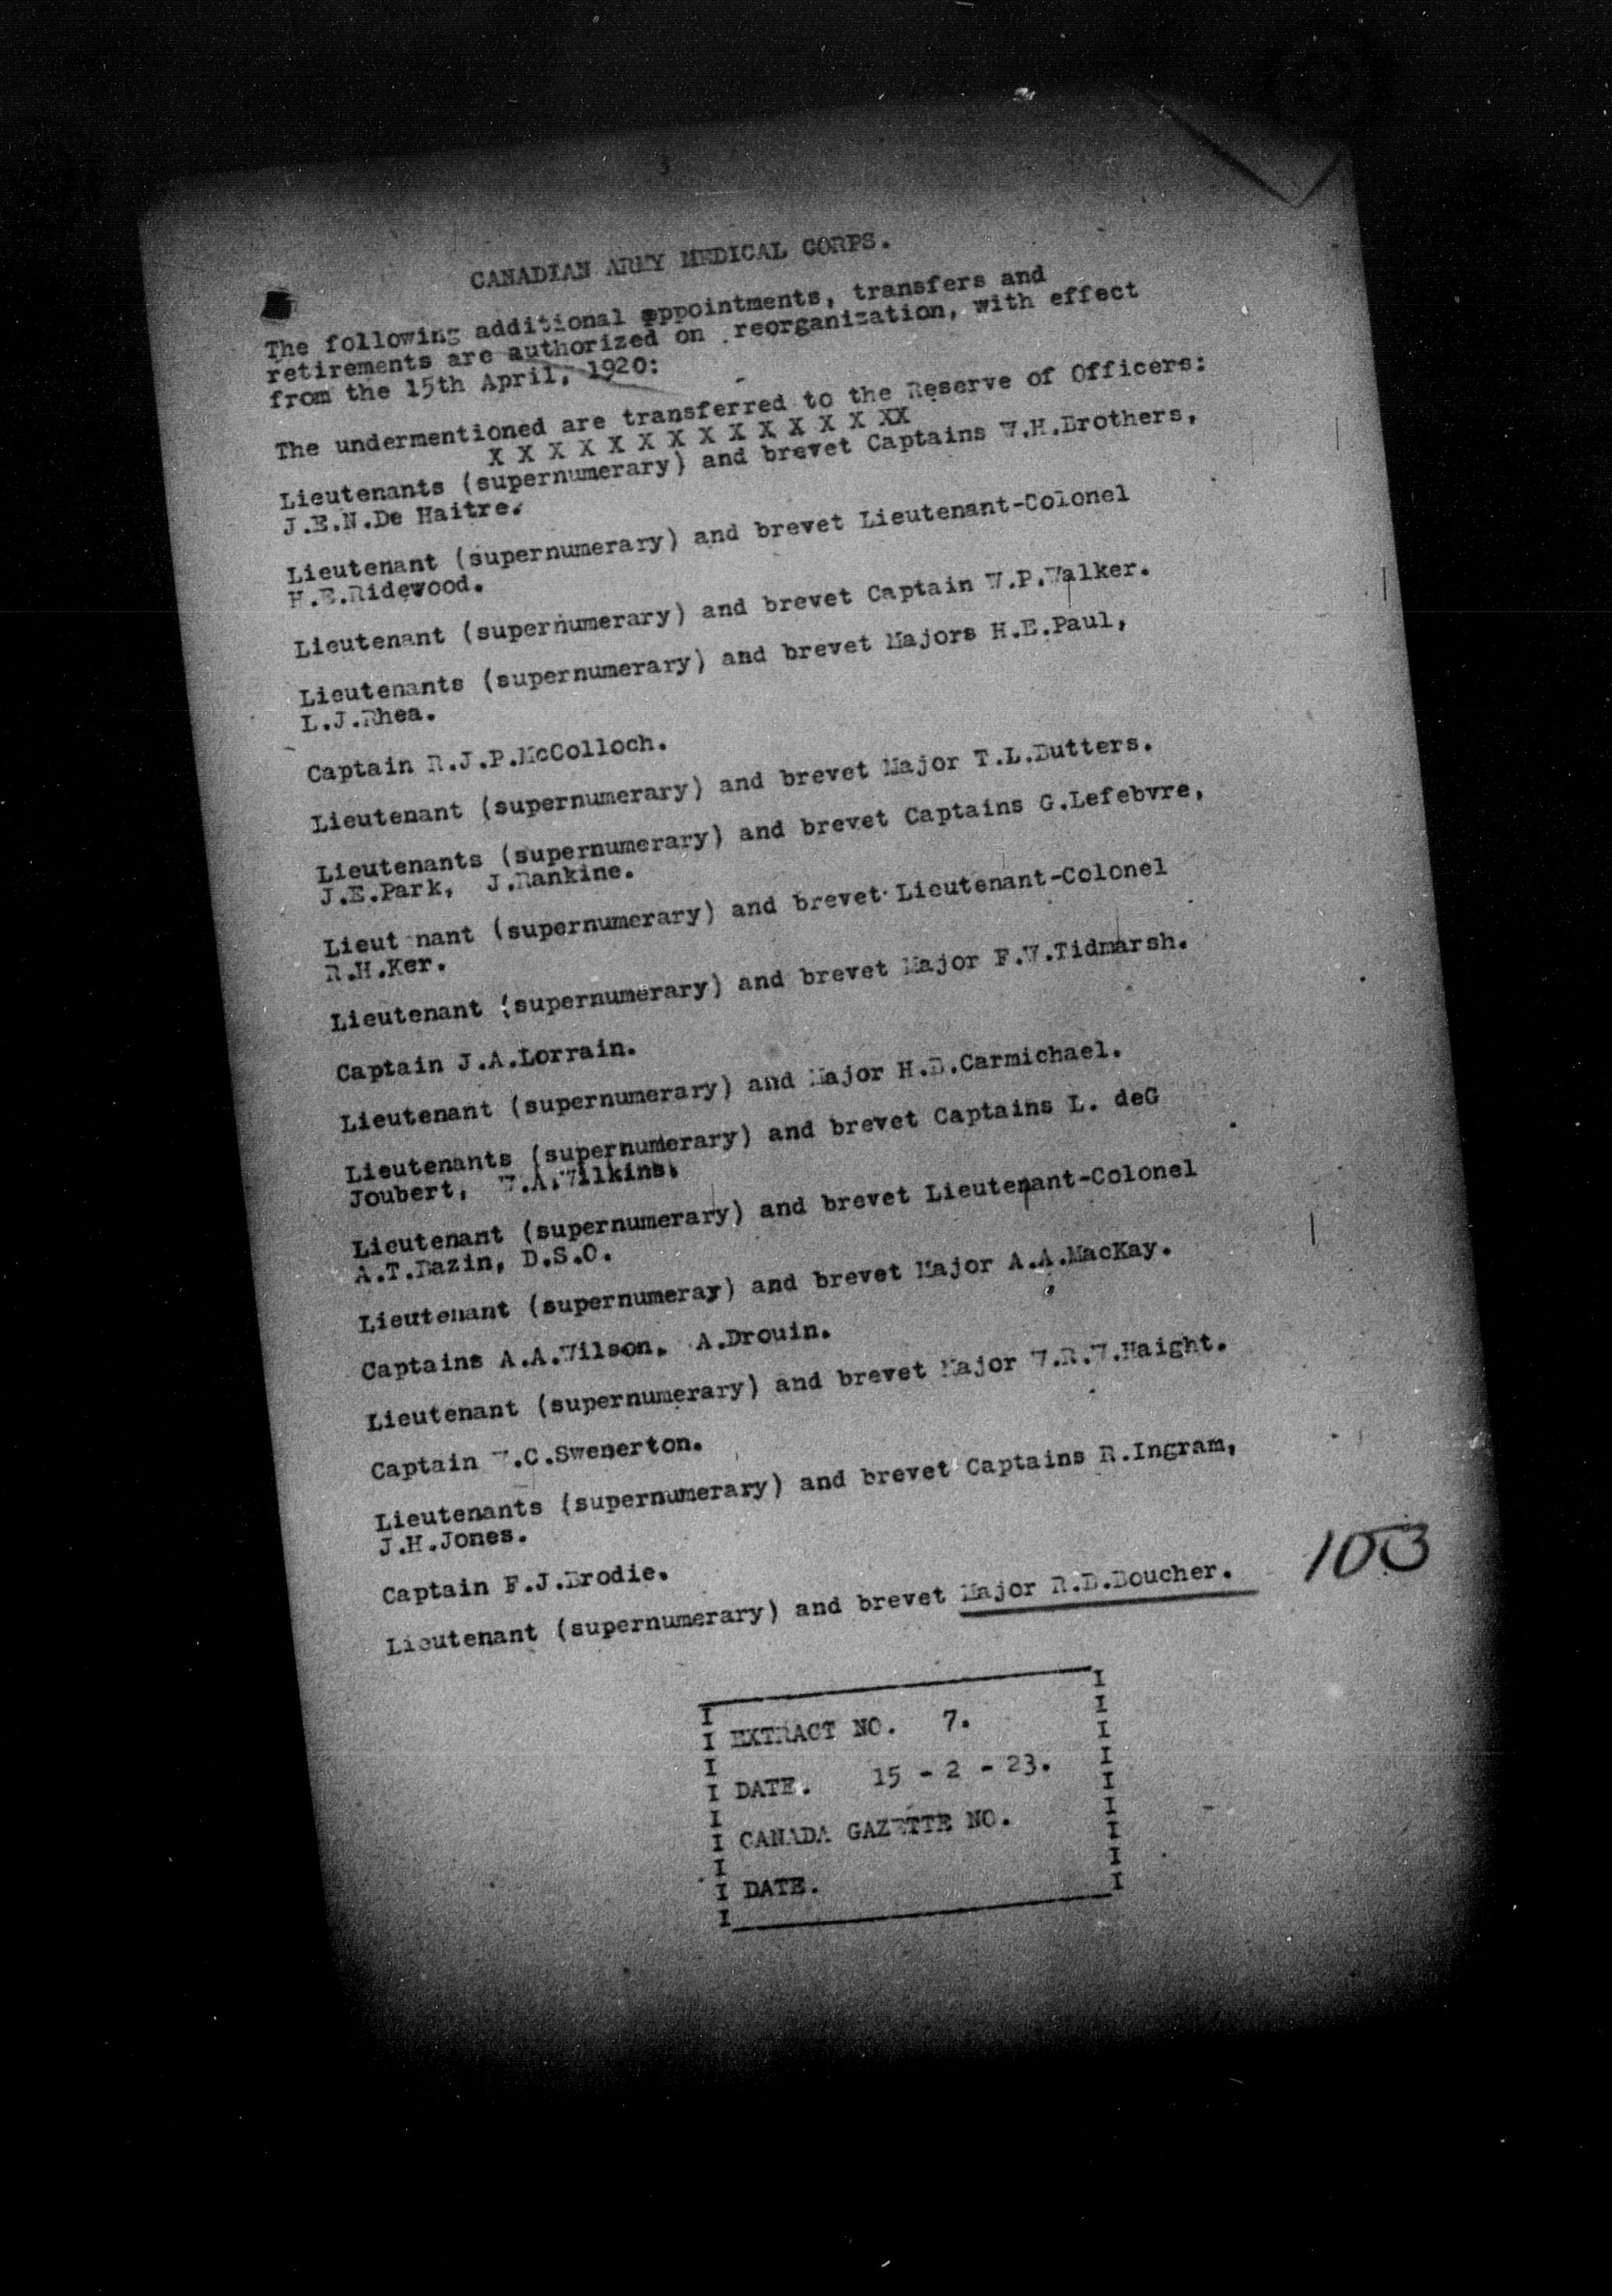 CANADIAN ARMY MEDICAL CORPS.
The following additional appointments, transfers and
retirements are authorized on reorganization, with effect
from the 15th April, 1920:
The undermentioned are transferred to the Reserve of Officers:
X X X X X X X X X X X X X XX
Lieutenants (supernumerary) and brevet Captains W.H.Brothers,
J.E.N.De Haitre.
Lieutenant (supernumerary) and brevet Lieutenant-Colonel
H.E.Ridewood.
Lieutenant (supernumerary) and brevet Captain W.P.Walker.
Lieutenants (supernumerary) and brevet Majors H.E.Paul,
L.J.Rhea.
Captain R.J.P.McColloch.
Lieutenant (supernumerary) and brevet Major T.L.Butters.
Lieutenants (supernumerary) and brevet Captains G.Lefebvre,
J.E.Park, J.Rankine.
Lieut nant (supernumerary) and brevet Lieutenant-Colonel
R.H.Ker.
Lieutenant (supernumerary) and brevet Major F.W.Tidmarsh.
Captain J.A.Lorrain.
Lieutenant (supernumerary) and Major H.B.Carmichael.
Lieutenants (supernumerary) and brevet Captains L. deG
Joubert, W.A.Wilkins.
Lieutenant (supernumerary) and brevet Lieutenant-Colonel
A.T.Bazin, D.S.O.
Lieutenant (supernumeray) and brevet Major A.A.MacKay.
Captains A.A.Wilson, A.Drouin.
Lieutenant (supernumerary) and brevet Major W.R.W.Haight.
Captain W.C.Swenerton.
Lieutenants (supernumerary) and brevet Captains R.Ingram,
J.H.Jones.
Captain F.J.Brodie.
Lieutenant (supernumerary) and brevet Major R.B.Boucher.
103
EXTRACT NO. 7.
DATE. 15 - 2 - 23.
CANADA GAZETTE NO.
DATE.